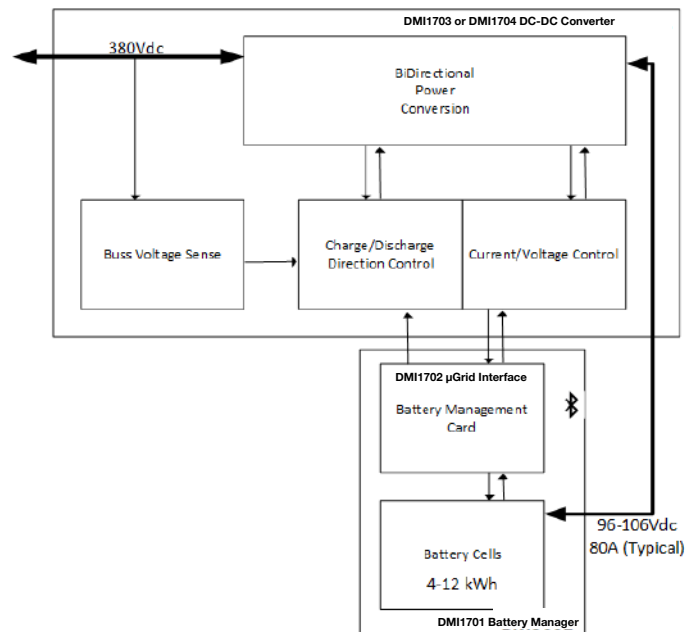 DMI1703 or DMI1704 DC-DC Converter
380Vdc
BiDirectional
Power
Conversion
Buss Voltage Sense
Charge/Discharge
Direction Control
Current/Voltage Control
DMI1702 µGrid Interface
Battery Management
Card
96-106Vdc
80A (Typical)
Battery Cells
4-12 kWh
DMI1701 Battery Manager